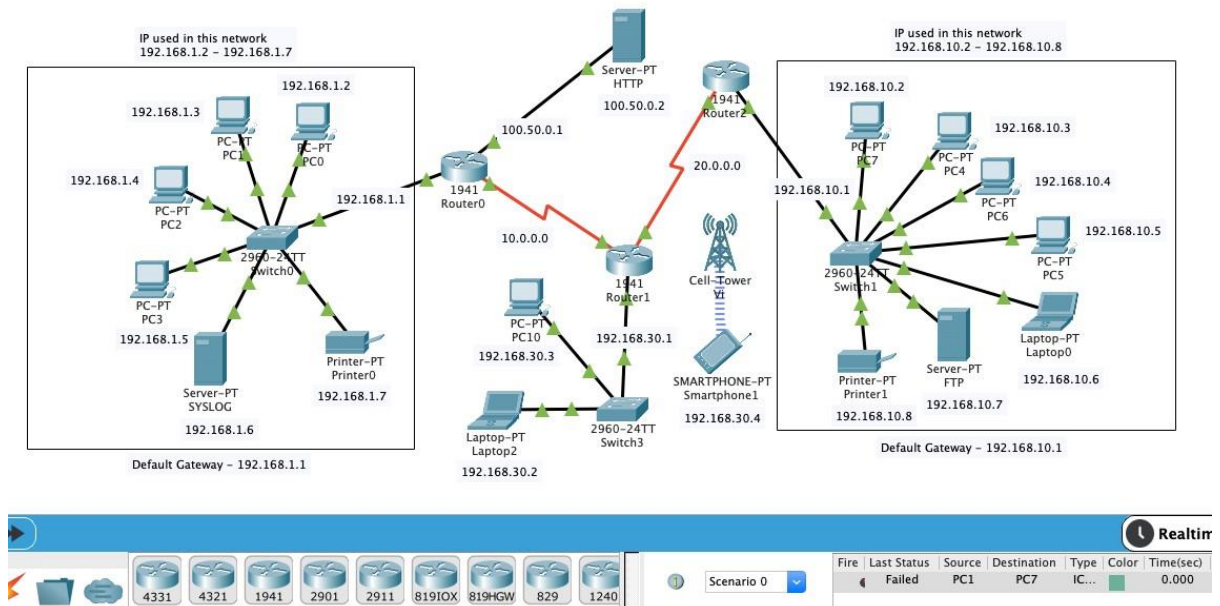 IP used in this network
192.168.1.2 - 192.168.1.7
192.168.1.2
192.168.1.3
PC-PT
PC1
PC-PT
PC0
192.168.1.4
PC-PT
PC2
192.168.1.1
2960-24TT
Switch0
PC-PT
PC3
192.168.1.5
Server-PT
SYSLOG
192.168.1.6
Printer-PT
Printer0
192.168.1.7
Default Gateway - 192.168.1.1
Server-PT
HTTP
100.50.0.2
100.50.0.1
1941
Router0
10.0.0.0
1941
Router2
20.0.0.0
1941
Router1
Cell-Tower
PC-PT
PC10
192.168.30.3
192.168.30.1
SMARTPHONE-PT
Smartphone1
192.168.30.4
Laptop-PT
Laptop2
192.168.30.2
2960-24TT
Switch3
IP used in this network
192.168.10.2 - 192.168.10.8
192.168.10.2
PC-PT
PC7
192.168.10.3
PC-PT
PC4
192.168.10.1
192.168.10.4
PC-PT
PC6
192.168.10.5
PC-PT
PC5
2960-24TT
Switch1
Laptop-PT
Laptop0
192.168.10.6
Server-PT
FTP
192.168.10.7
Printer-PT
Printer1
192.168.10.8
Default Gateway - 192.168.10.1
Realtim
4331 4321 1941 2901 2911 819IOX 819HGW 829 1240
Scenario 0
Fire Last Status Source Destination Type Color Time(sec)
Failed PC1 PC7 IC... 0.000